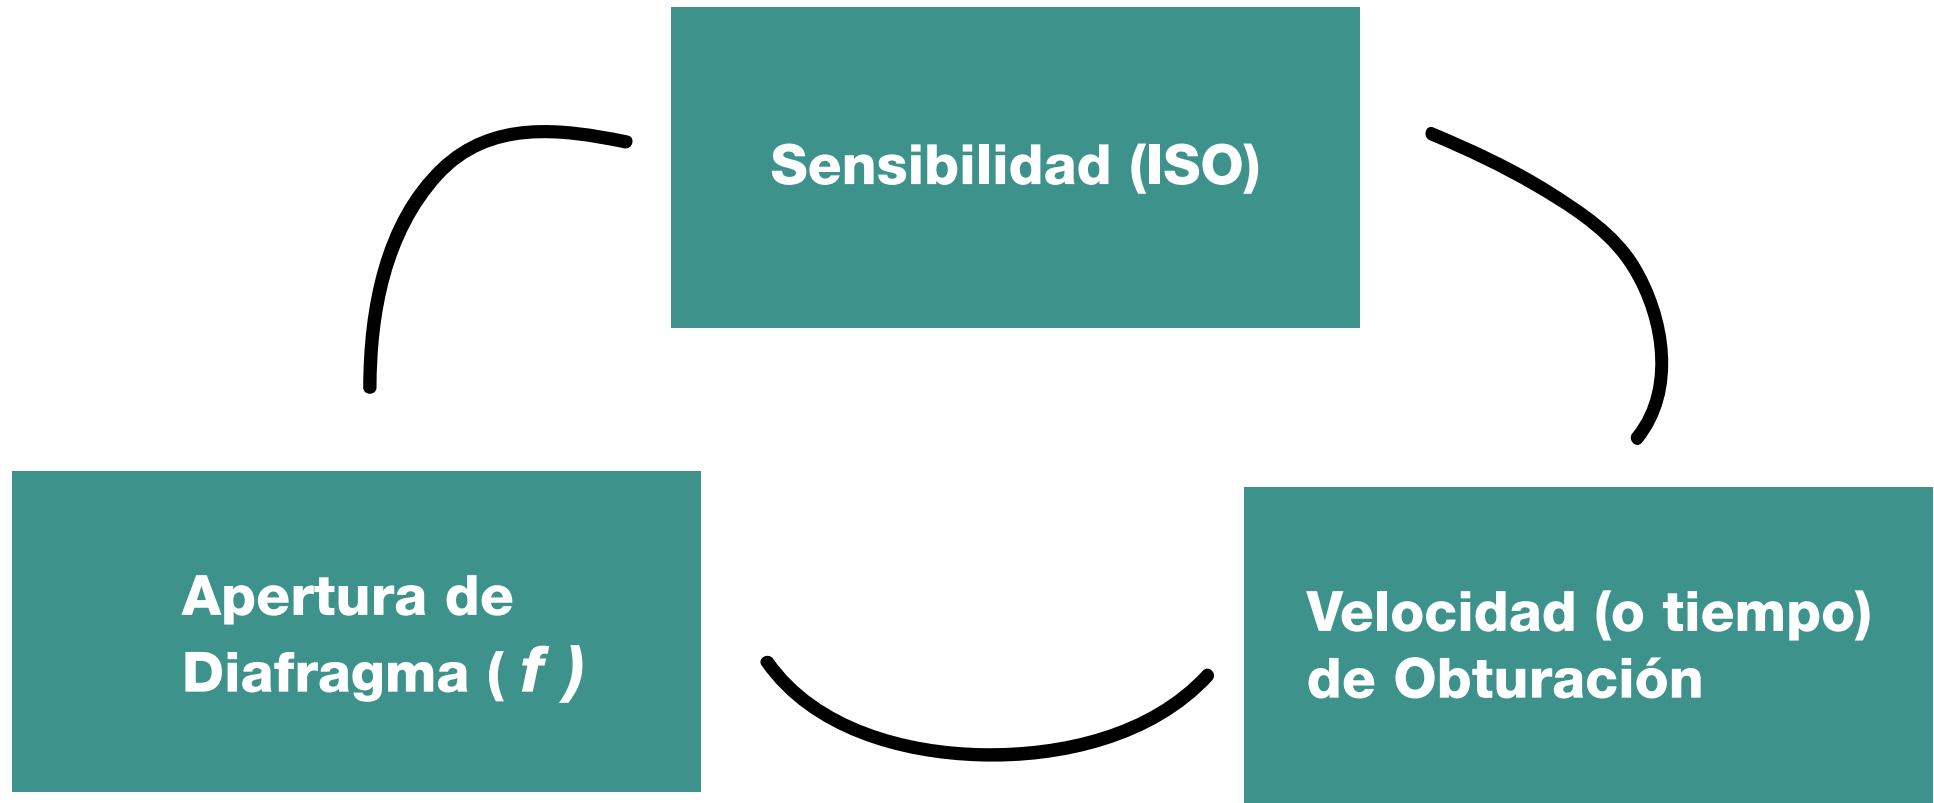 Sensibilidad (ISO)
Apertura de
Diafragma ( f )
Velocidad (o tiempo)
de Obturación